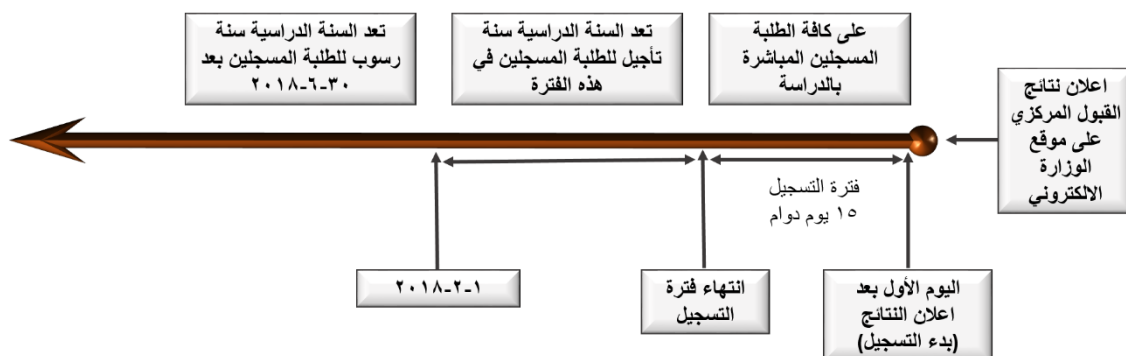 اعلان نتائج
القبول المركزي
على موقع
الوزارة
الالكتروني
على كافة الطلبة
المسجلين المباشرة
بالدراسة
تعد السنة الدراسية سنة
تأجيل للطلبة المسجلين في
هذه الفترة
تعد السنة الدراسية سنة
رسوب للطلبة المسجلين بعد
٣٠-٦-٢٠١٨
فترة التسجيل
١٥ يوم دوام
اليوم الأول بعد
اعلان النتائج
(بدء التسجيل)
انتهاء فترة
التسجيل
١-٢-٢٠١٨